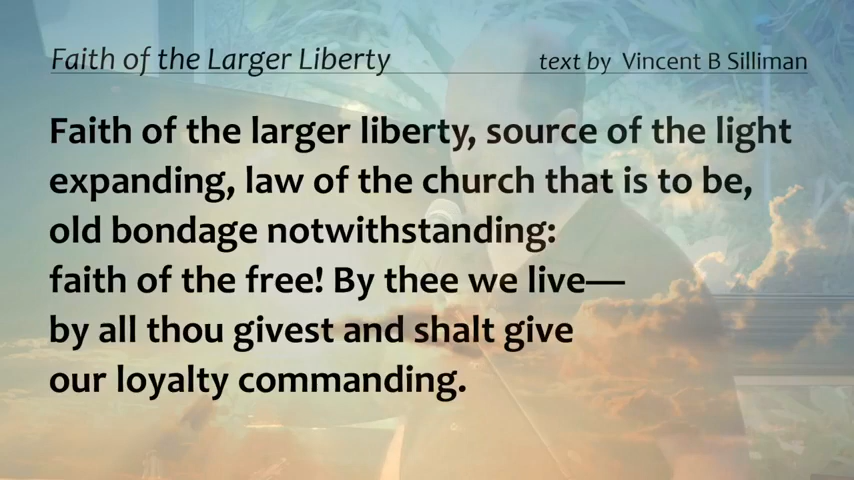 Faith of the Larger Liberty
text by Vincent B Silliman
Faith of the larger liberty, source of the light
expanding, law of the church that is to be,
old bondage notwithstanding:
faith of the free! By thee we live—
by all thou givest and shalt give
our loyalty commanding.